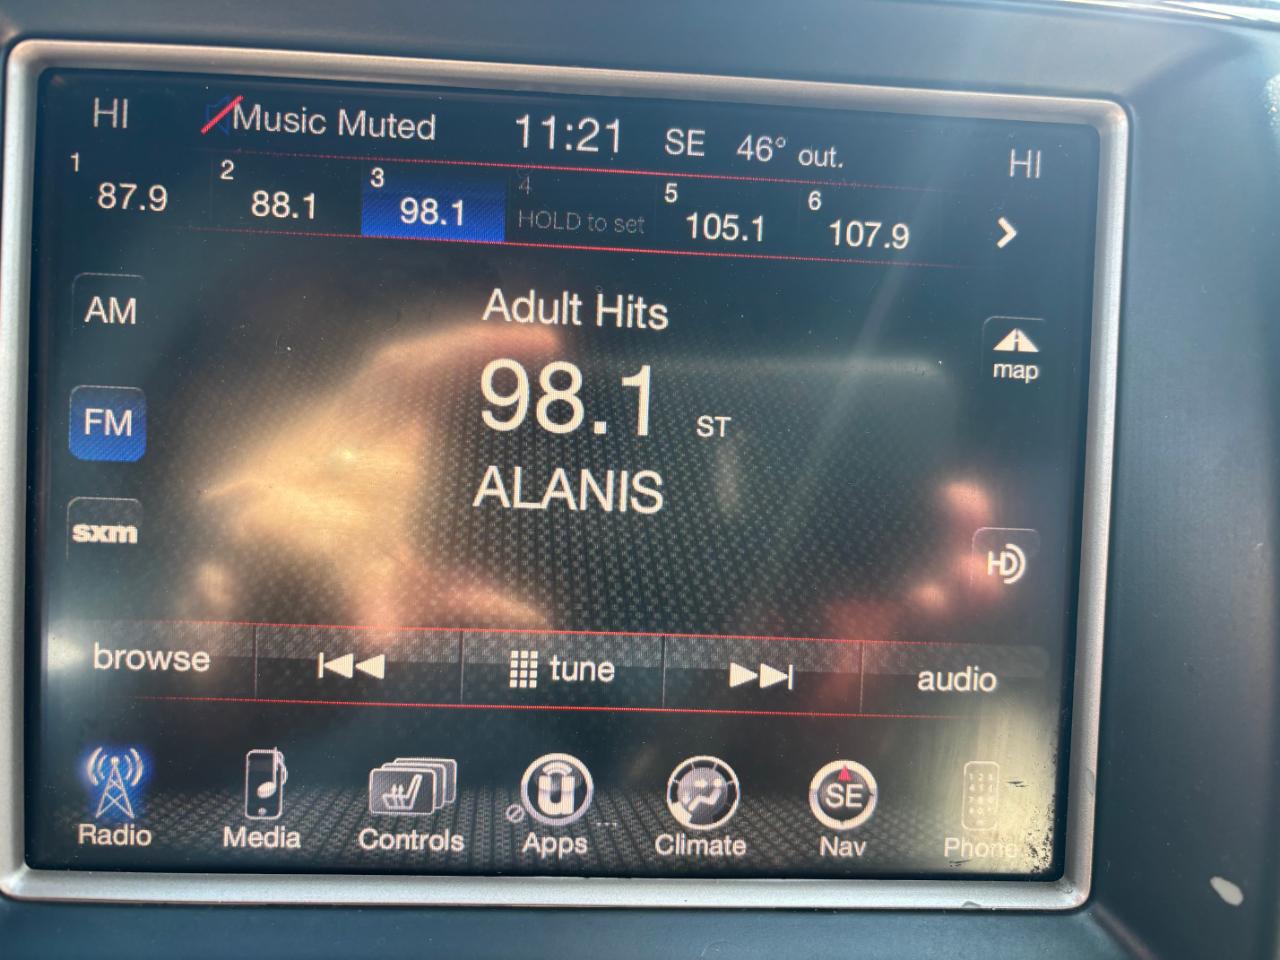 HI Music Muted 11:21 SE 46° out. HI
1 87.9 2 88.1 3 98.1 4 HOLD to set 5 105.1 6 107.9
AM
Adult Hits
map
98.1 ST
FM
ALANIS
sxm
HD
browse tune audio
SE
Radio Media Controls Apps Climate Nav Phone